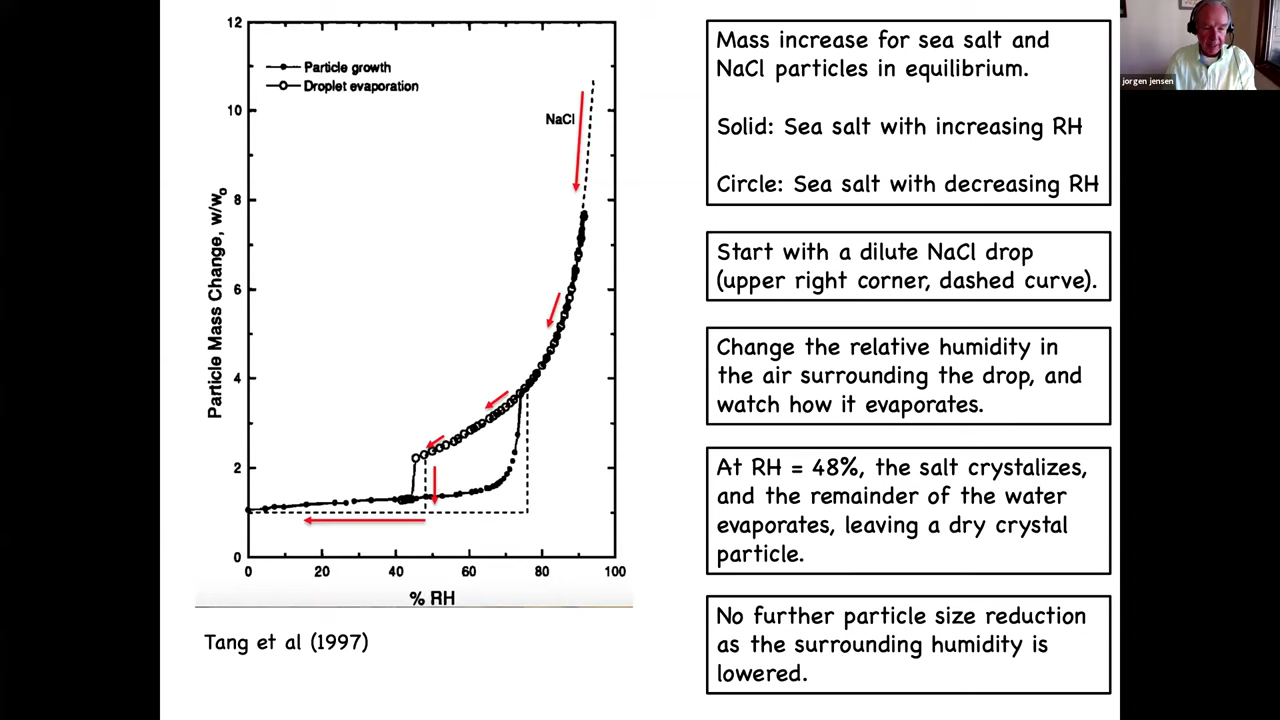 12
10
8
6
4
2
0
0 20 40 60 80 100
Particle Mass Change, w/wo
% RH
Particle growth
Droplet evaporation
NaCl
Tang et al (1997)
Mass increase for sea salt and
NaCl particles in equilibrium.
Solid: Sea salt with increasing RH
Circle: Sea salt with decreasing RH
Start with a dilute NaCl drop
(upper right corner, dashed curve).
Change the relative humidity in
the air surrounding the drop, and
watch how it evaporates.
At RH = 48%, the salt crystalizes,
and the remainder of the water
evaporates, leaving a dry crystal
particle.
No further particle size reduction
as the surrounding humidity is
lowered.
jorgen jensen